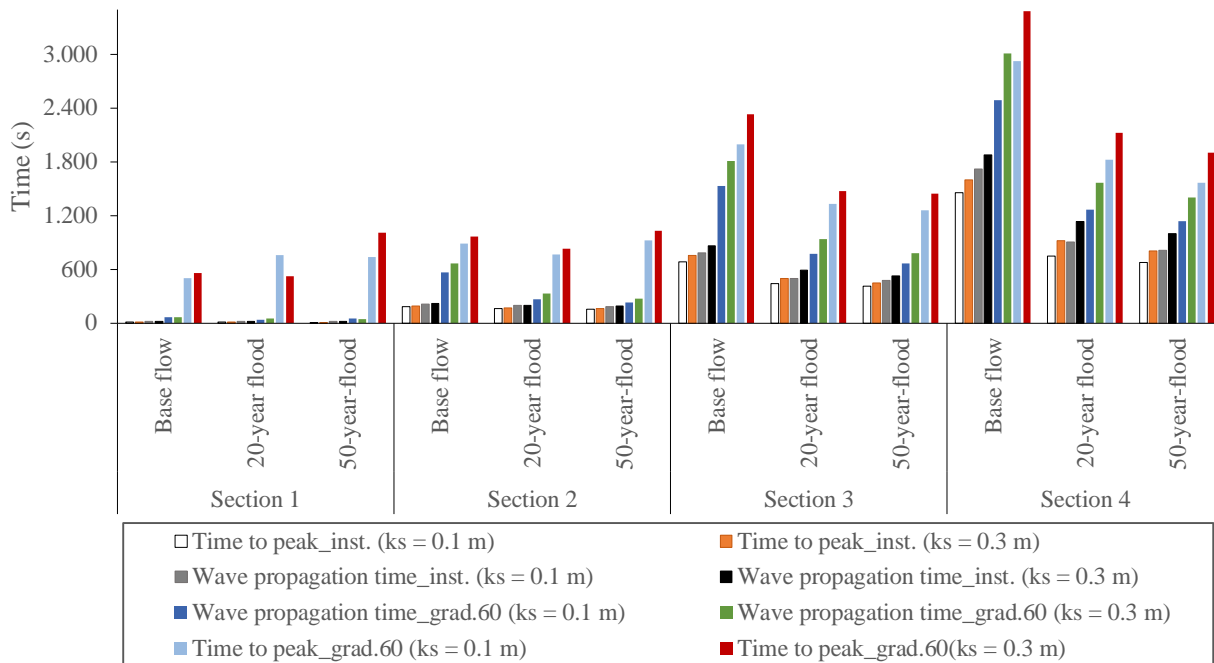 3.000
2.400
1.800
1.200
600
0
Time (s)
Base flow
20-year flood
50-year-flood
Base flow
20-year flood
50-year-flood
Base flow
20-year flood
50-year-flood
Base flow
20-year flood
50-year-flood
Section 1 Section 2 Section 3 Section 4
Time to peak_inst. (ks = 0.1 m) Time to peak_inst. (ks = 0.3 m)
Wave propagation time_inst. (ks = 0.1 m) Wave propagation time_inst. (ks = 0.3 m)
Wave propagation time_grad.60 (ks = 0.1 m) Wave propagation time_grad.60 (ks = 0.3 m)
Time to peak_grad.60 (ks = 0.1 m) Time to peak_grad.60(ks = 0.3 m)